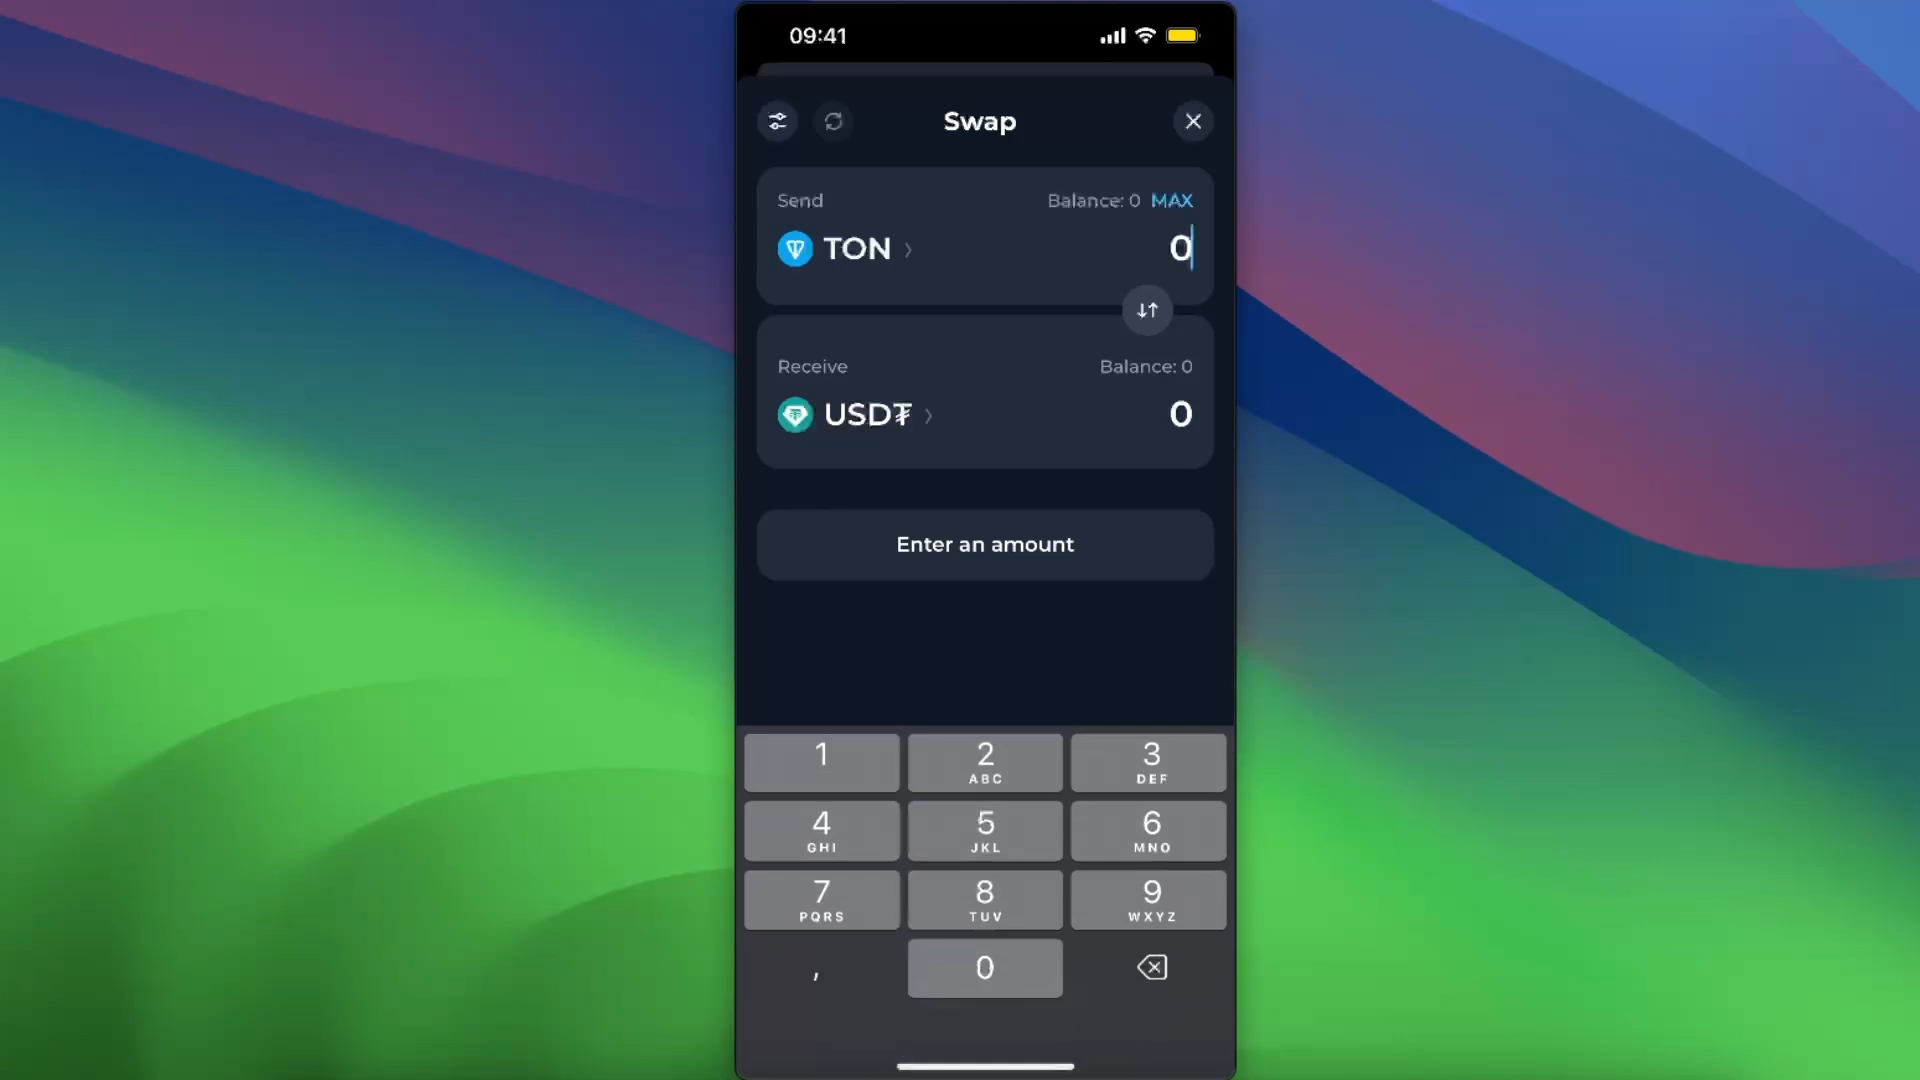 09:41
Swap
Send
Balance: 0 MAX
TON
0
Receive
Balance: 0
USD₮
0
Enter an amount
1
2
ABC
3
DEF
4
GHI
5
JKL
6
MNO
7
PQRS
8
TUV
9
WXYZ
,
0